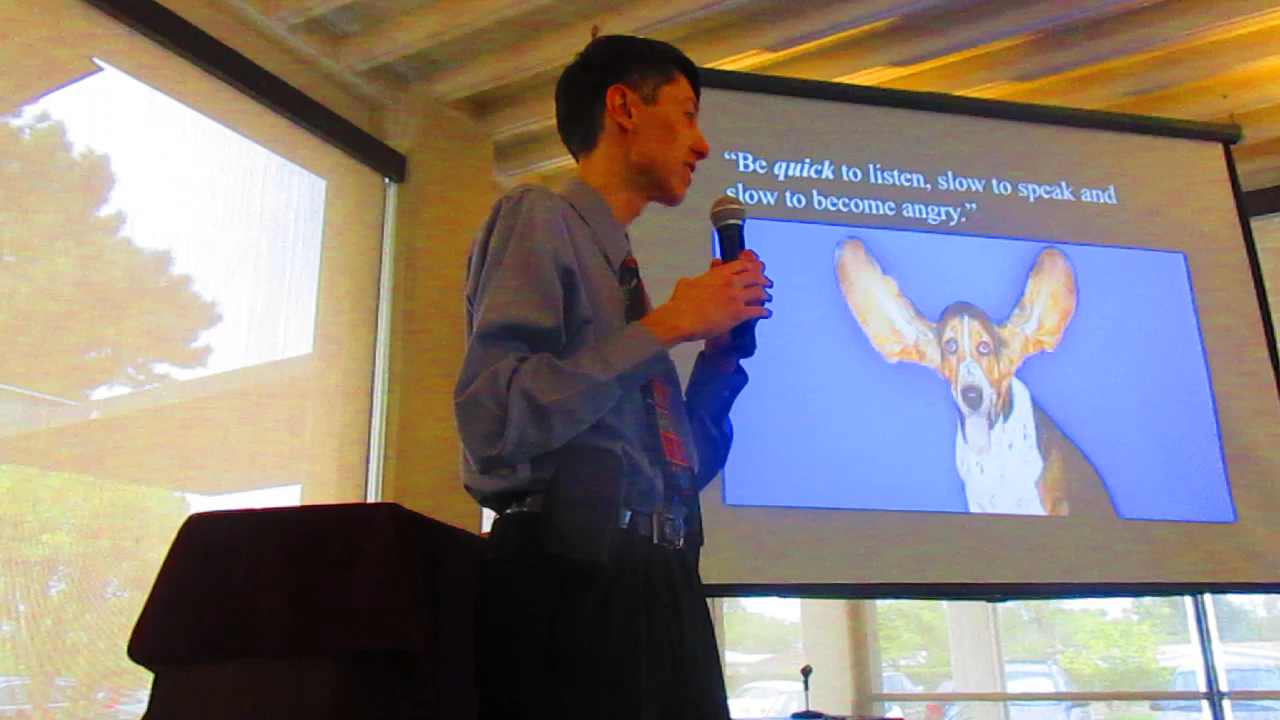 “Be quick to listen, slow to speak and
slow to become angry.”